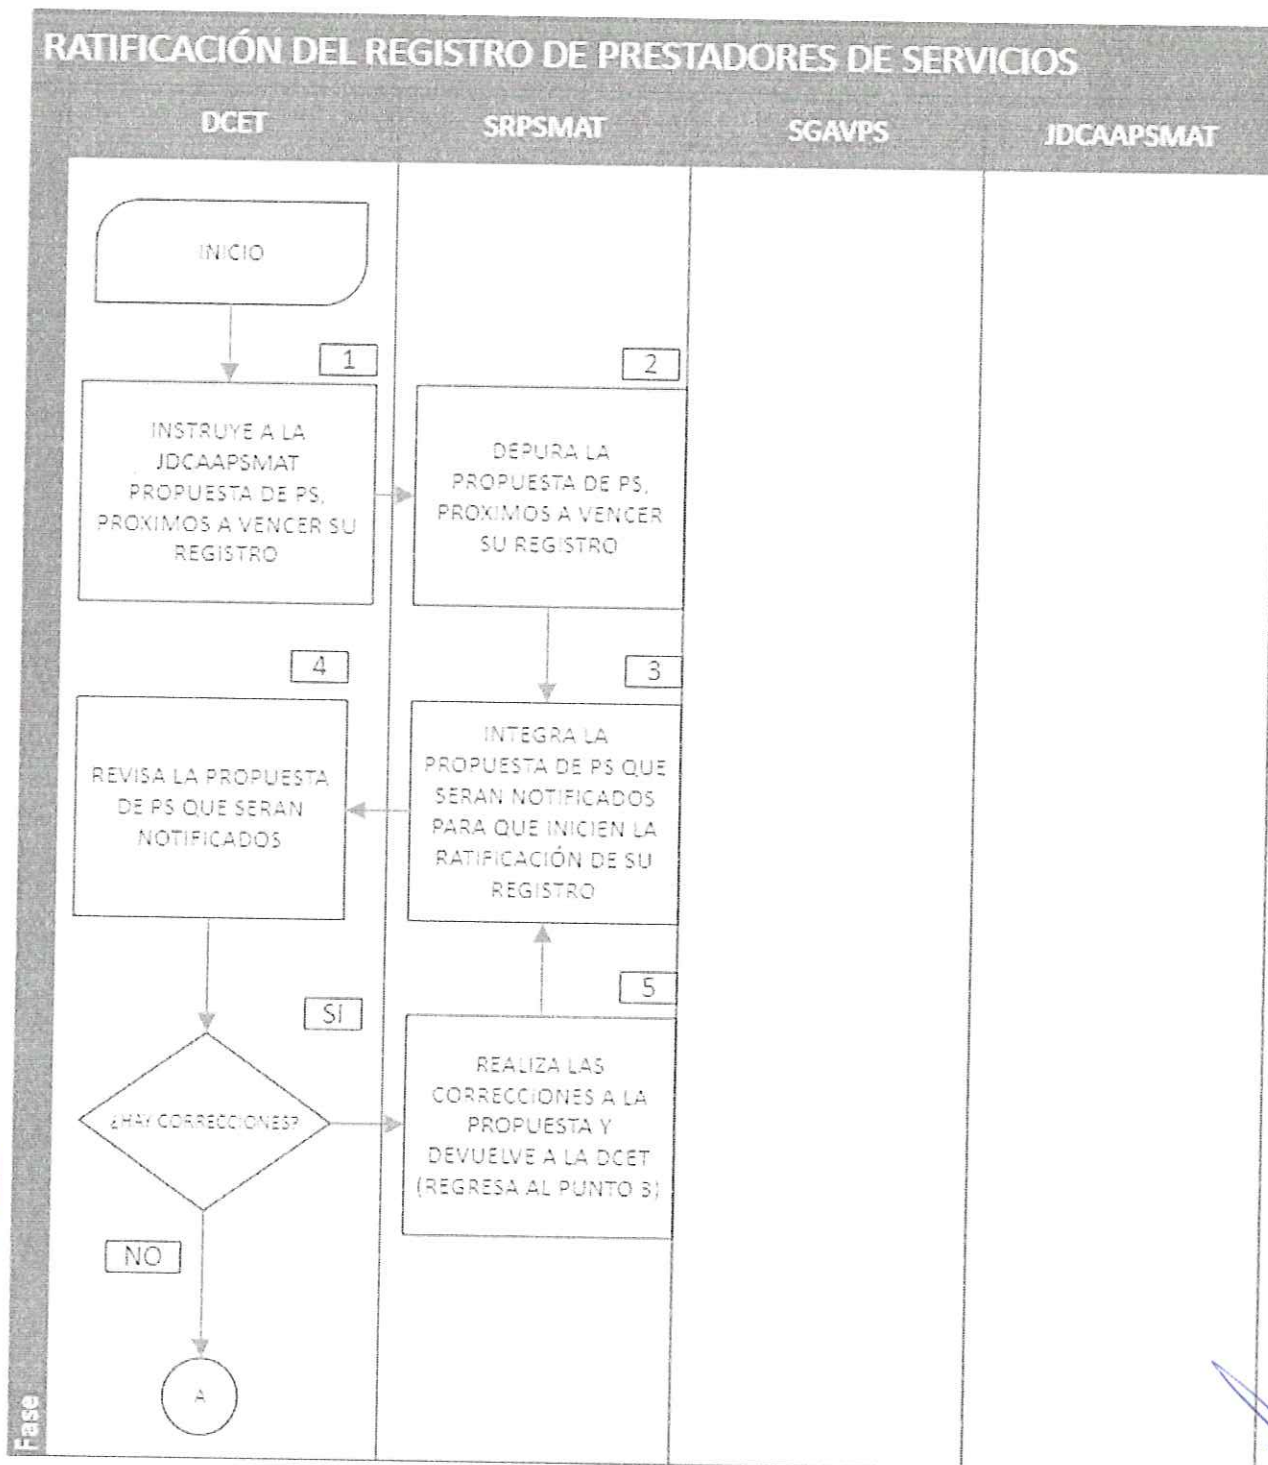 RATIFICACIÓN DEL REGISTRO DE PRESTADORES DE SERVICIOS
DCET
SRPSMAT
SGAVPS
JDCAAPSMAT
INICIO
1
INSTRUYE A LA
JDCAAPSMAT
PROPUESTA DE PS,
PROXIMOS A VENCER SU
REGISTRO
2
DEPURA LA
PROPUESTA DE PS,
PROXIMOS A VENCER
SU REGISTRO
3
INTEGRA LA
PROPUESTA DE PS QUE
SERAN NOTIFICADOS
PARA QUE INICIEN LA
RATIFICACIÓN DE SU
REGISTRO
4
REVISA LA PROPUESTA
DE PS QUE SERAN
NOTIFICADOS
¿HAY CORRECCIONES?
SI
5
REALIZA LAS
CORRECCIONES A LA
PROPUESTA Y
DEVUELVE A LA DCET
(REGRESA AL PUNTO 3)
NO
A
Fase